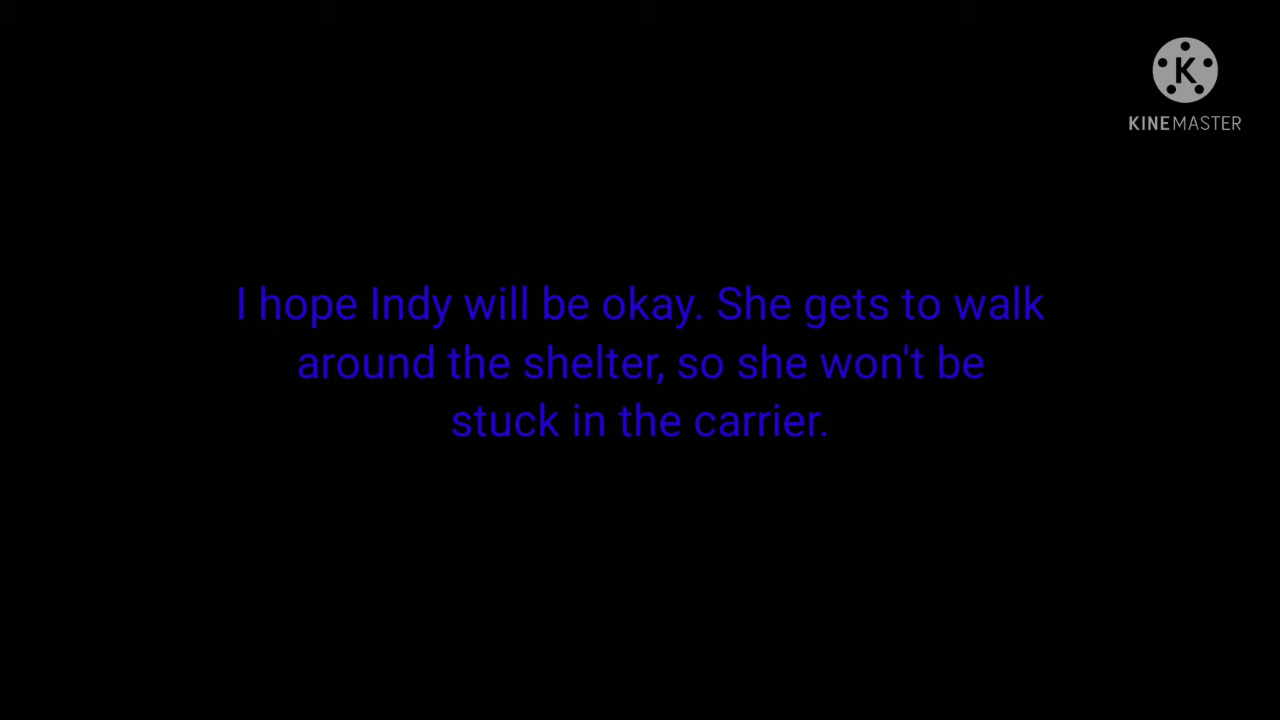 K
KINEMASTER
I hope Indy will be okay. She gets to walk
around the shelter, so she won't be
stuck in the carrier.